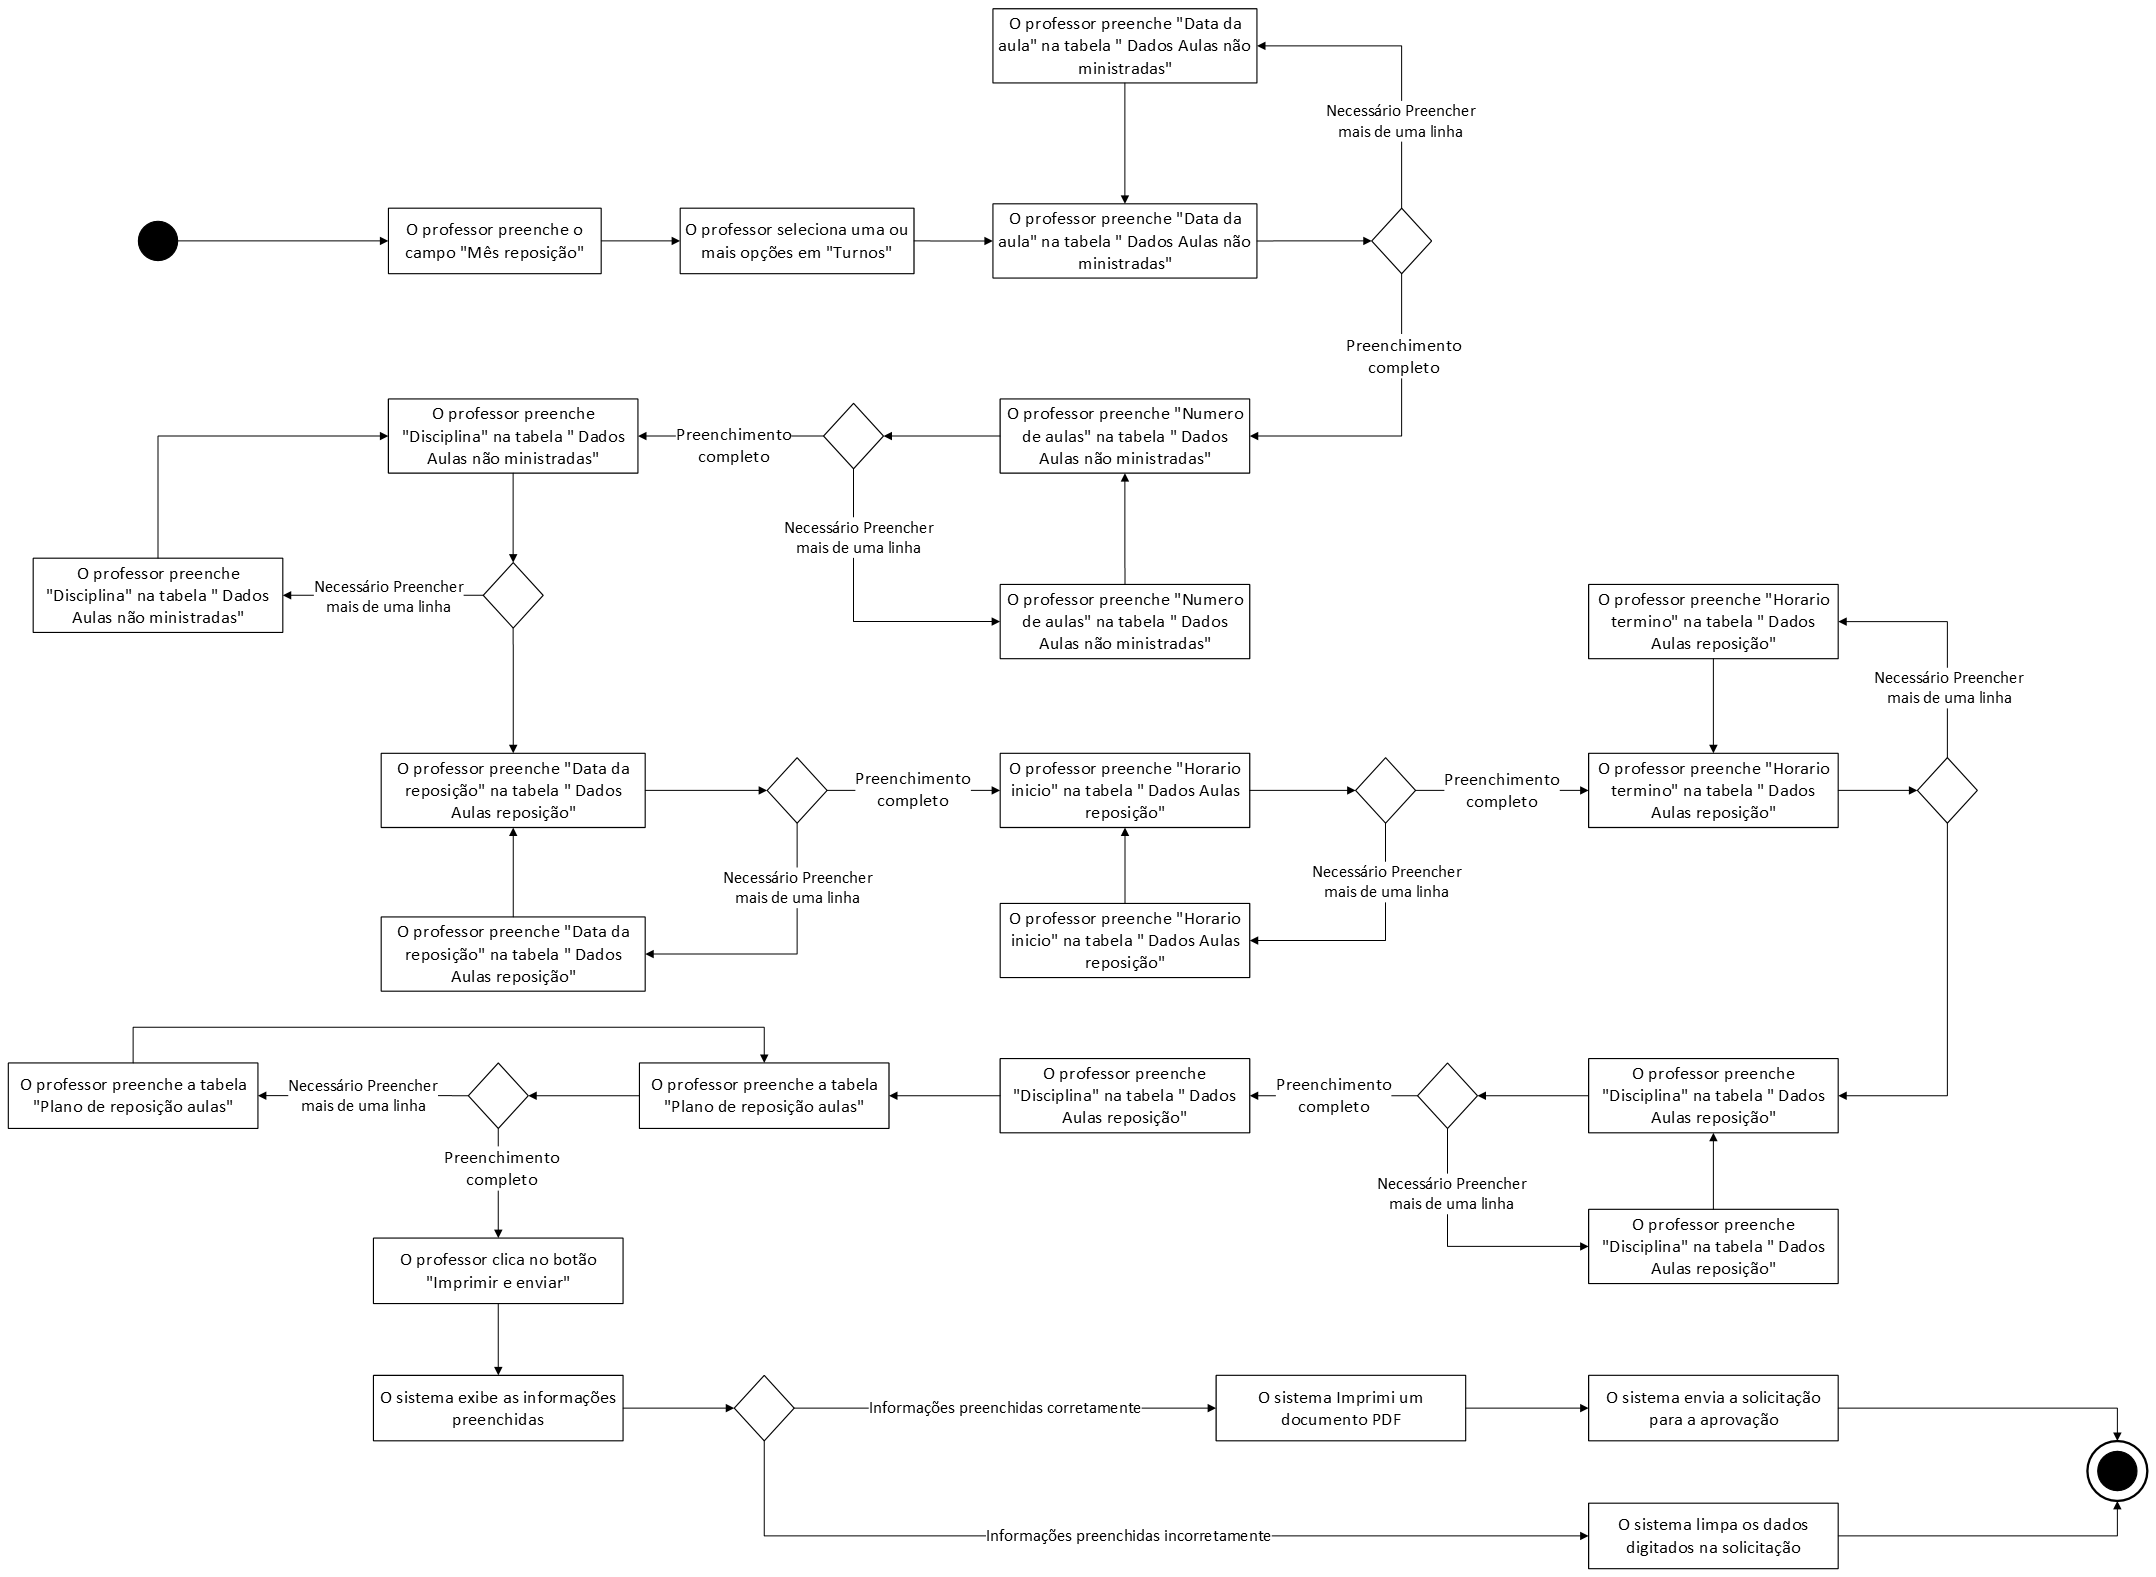 O professor preenche "Data da
aula" na tabela " Dados Aulas não
ministradas"
Necessário Preencher
mais de uma linha
O professor preenche o
campo "Mês reposição"
O professor seleciona uma ou
mais opções em "Turnos"
O professor preenche "Data da
aula" na tabela " Dados Aulas não
ministradas"
Preenchimento
completo
O professor preenche
"Disciplina" na tabela " Dados
Aulas não ministradas"
Preenchimento
completo
O professor preenche "Numero
de aulas" na tabela " Dados
Aulas não ministradas"
Necessário Preencher
mais de uma linha
O professor preenche
"Disciplina" na tabela " Dados
Aulas não ministradas"
Necessário Preencher
mais de uma linha
O professor preenche "Numero
de aulas" na tabela " Dados
Aulas não ministradas"
O professor preenche "Horario
termino" na tabela " Dados
Aulas reposição"
Necessário Preencher
mais de uma linha
O professor preenche "Data da
reposição" na tabela " Dados
Aulas reposição"
Preenchimento
completo
O professor preenche "Horario
inicio" na tabela " Dados Aulas
reposição"
Preenchimento
completo
O professor preenche "Horario
termino" na tabela " Dados
Aulas reposição"
Necessário Preencher
mais de uma linha
Necessário Preencher
mais de uma linha
O professor preenche "Data da
reposição" na tabela " Dados
Aulas reposição"
O professor preenche "Horario
inicio" na tabela " Dados Aulas
reposição"
O professor preenche a tabela
"Plano de reposição aulas"
Necessário Preencher
mais de uma linha
O professor preenche a tabela
"Plano de reposição aulas"
O professor preenche
"Disciplina" na tabela " Dados
Aulas reposição"
Preenchimento
completo
O professor preenche
"Disciplina" na tabela " Dados
Aulas reposição"
Preenchimento
completo
Necessário Preencher
mais de uma linha
O professor preenche
"Disciplina" na tabela " Dados
Aulas reposição"
O professor clica no botão
"Imprimir e enviar"
O sistema exibe as informações
preenchidas
Informações preenchidas corretamente
O sistema Imprimi um
documento PDF
O sistema envia a solicitação
para a aprovação
Informações preenchidas incorretamente
O sistema limpa os dados
digitados na solicitação